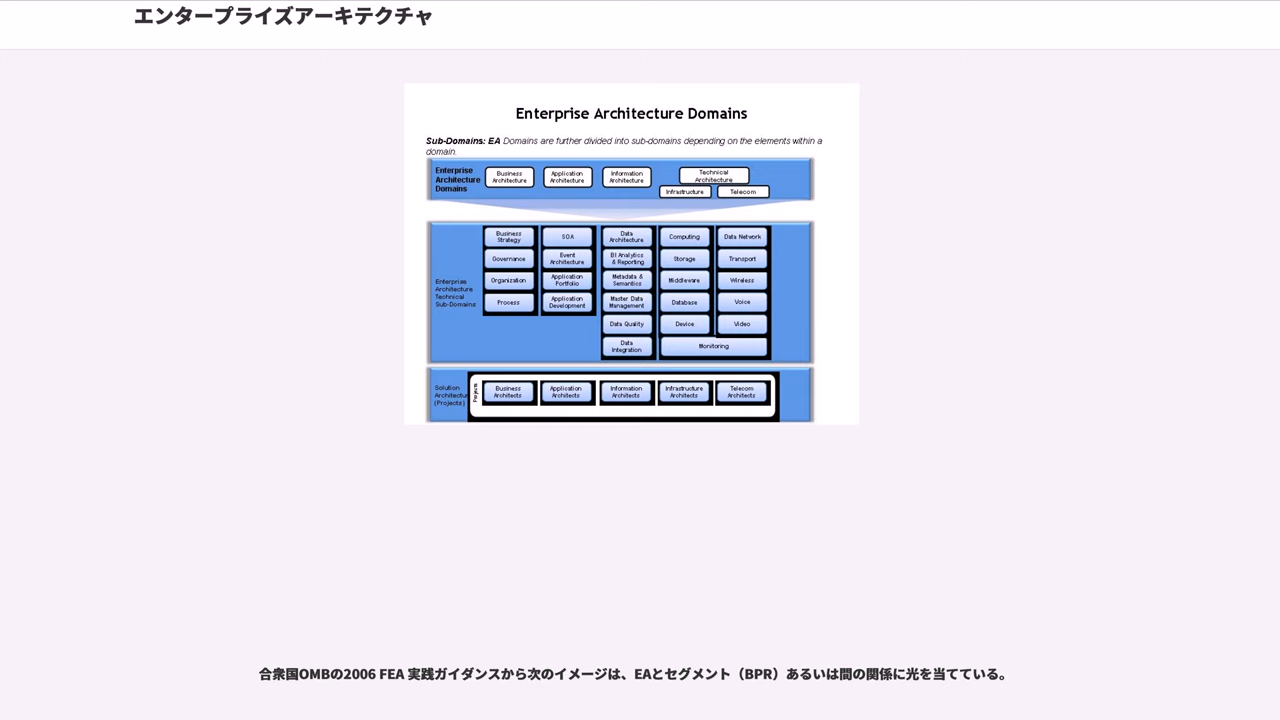 エンタープライズアーキテクチャ
Enterprise Architecture Domains
Sub-Domains: EA Domains are further divided into sub-domains depending on the elements within a
domain.
Enterprise
Architecture
Domains
Business
Architecture
Application
Architecture
Information
Architecture
Technical
Architecture
Infrastructure
Telecom
Enterprise
Architecture
Technical
Sub-Domains
Business
Strategy
Governance
Organization
Process
SOA
Event
Architecture
Application
Portfolio
Application
Development
Data
Architecture
BI Analytics
& Reporting
Metadata &
Semantics
Master Data
Management
Data Quality
Data
Integration
Computing
Storage
Middleware
Database
Device
Data Network
Transport
Wireless
Voice
Video
Monitoring
Solution
Architecture
(Projects)
Projects
Business
Architects
Application
Architects
Information
Architects
Infrastructure
Architects
Telecom
Architects
合衆国OMBの2006 FEA 実践ガイダンスから次のイメージは、EAとセグメント（BPR）あるいは間の関係に光を当てている。